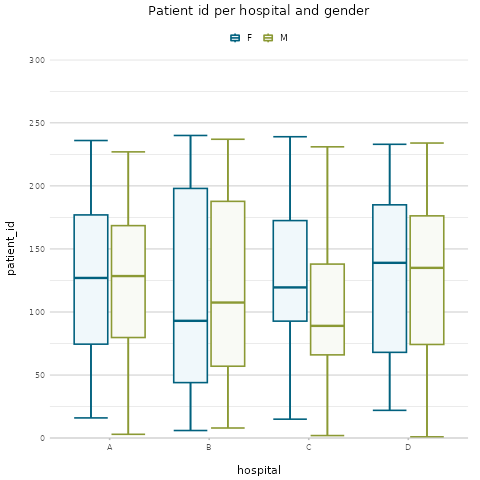 Patient id per hospital and gender
F M
300
250
200
150
100
50
0
patient_id
A B C D
hospital